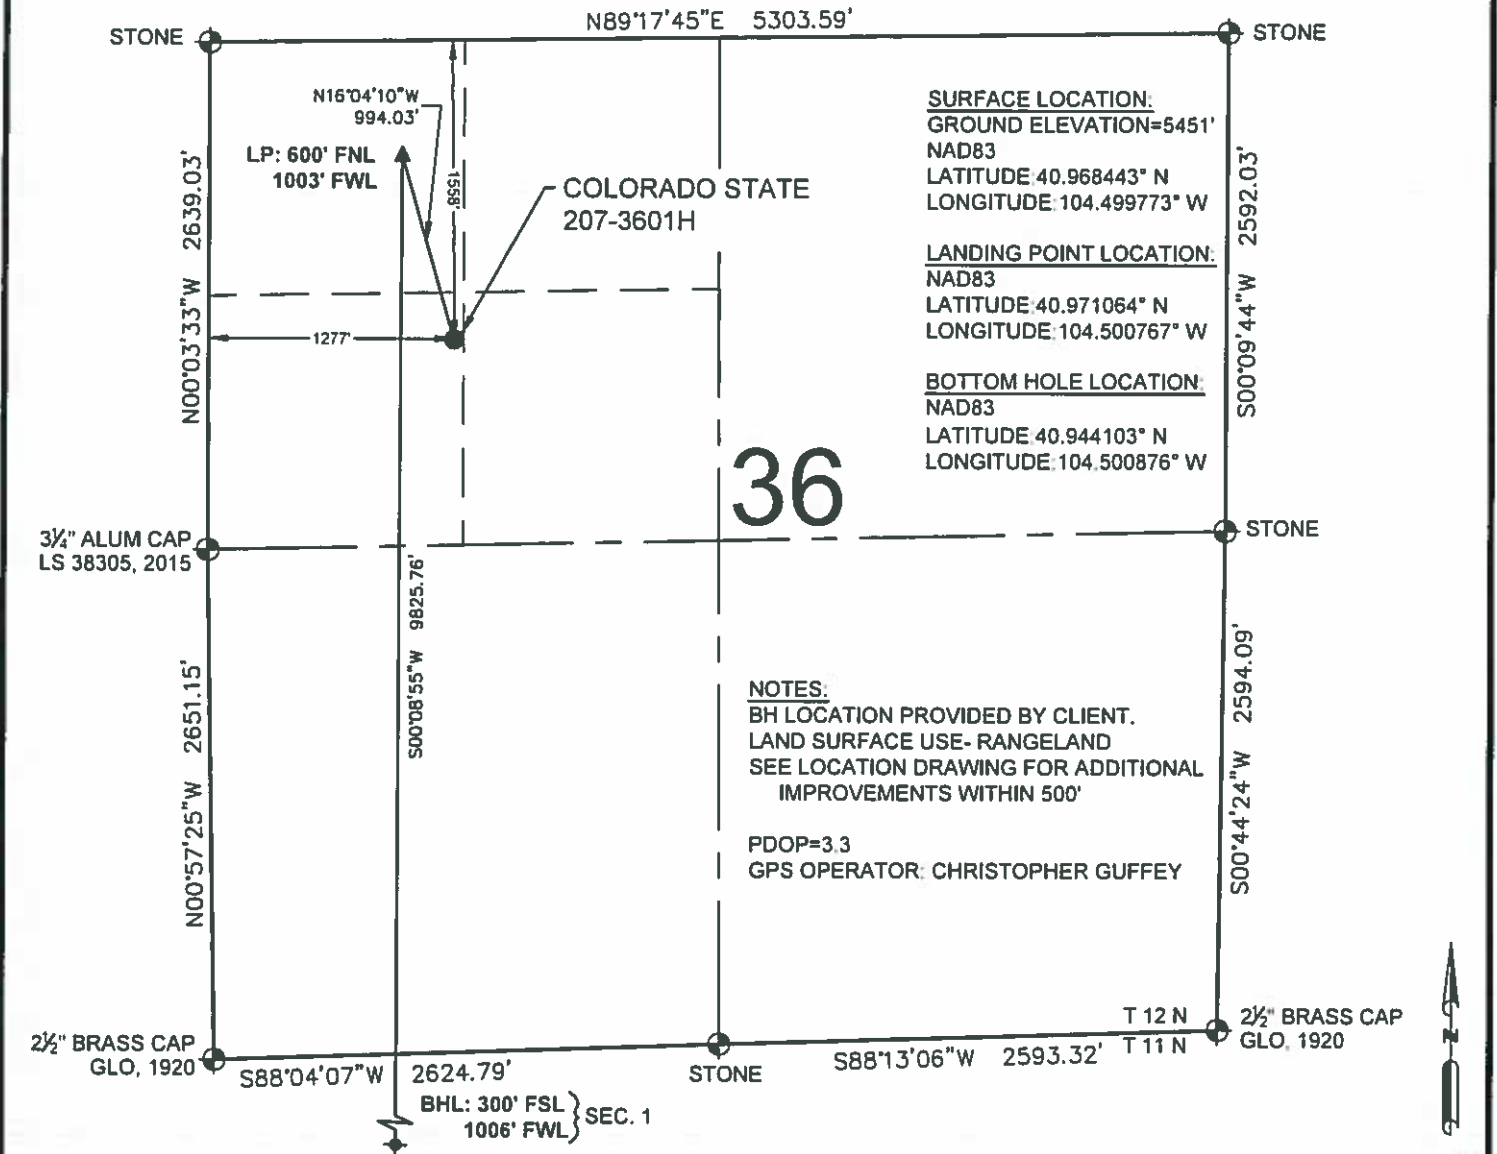 N89°17'45"E 5303.59'
STONE
STONE
N16°04'10"W
994.03'
LP: 600' FNL
1003' FWL
1558'
COLORADO STATE
207-3601H
SURFACE LOCATION:
GROUND ELEVATION=5451'
NAD83
LATITUDE:40.968443° N
LONGITUDE:104.499773° W
LANDING POINT LOCATION:
NAD83
LATITUDE:40.971064° N
LONGITUDE:104.500767° W
BOTTOM HOLE LOCATION:
NAD83
LATITUDE:40.944103° N
LONGITUDE:104.500876° W
N00°03'33"W 2639.03'
S00°09'44"W 2592.03'
1277'
36
3¼" ALUM CAP
LS 38305, 2015
STONE
S00°08'55"W 9825.76'
N00°57'25"W 2651.15'
S00°44'24"W 2594.09'
NOTES:
BH LOCATION PROVIDED BY CLIENT.
LAND SURFACE USE- RANGELAND
SEE LOCATION DRAWING FOR ADDITIONAL
IMPROVEMENTS WITHIN 500'
PDOP=3.3
GPS OPERATOR: CHRISTOPHER GUFFEY
2½" BRASS CAP
GLO, 1920
S88°04'07"W 2624.79'
STONE
S88°13'06"W 2593.32'
T 12 N
T 11 N
2½" BRASS CAP
GLO, 1920
BHL: 300' FSL
1006' FWL
SEC. 1
N